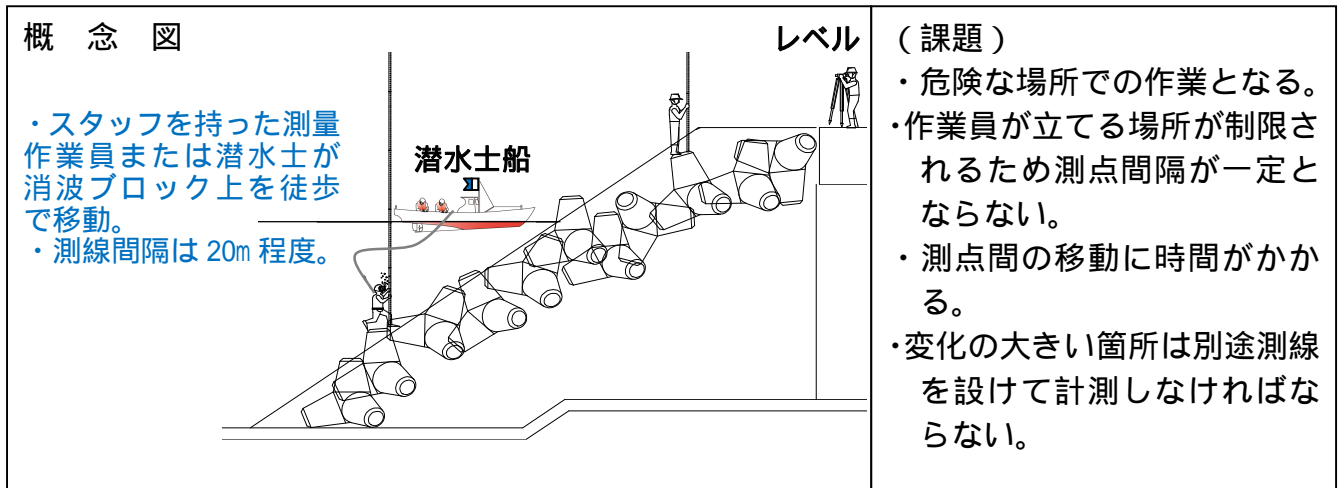 概 念 図
レベル
・スタッフを持った測量
作業員または潜水士が
消波ブロック上を徒歩
で移動。
・測線間隔は 20m 程度。
潜水士船
（課題）
・危険な場所での作業となる。
・作業員が立てる場所が制限さ
れるため測点間隔が一定と
ならない。
・測点間の移動に時間がかか
る。
・変化の大きい箇所は別途測線
を設けて計測しなければな
らない。